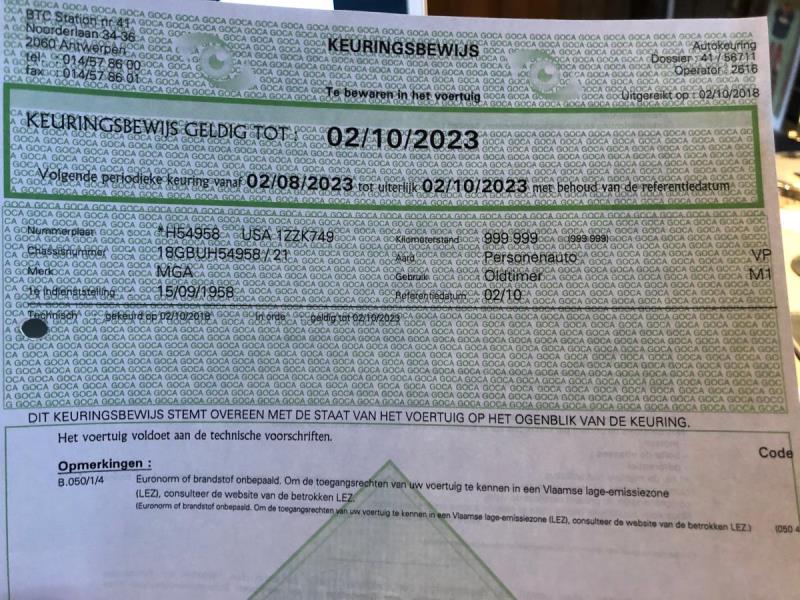 BTC Station nr 41
Noorderlaan 34-36
2060 Antwerpen
tel : 014/57 86 00
fax : 014/57 86 01
KEURINGSBEWIJS
Te bewaren in het voertuig
Autokeuring
Dossier : 41 / 58711
Operator : 2616
Uitgereikt op : 02/10/2018
KEURINGSBEWIJS GELDIG TOT : 02/10/2023
Volgende periodieke keuring vanaf 02/08/2023 tot uiterlijk 02/10/2023 met behoud van de referentiedatum
Nummerplaat *H54958 USA 1ZZK749 Kilometerstand 999 999 (999 999)
Chassisnummer 18GBUH54958 / 21 Aard Personenauto VP
Merk MGA Gebruik Oldtimer M1
1e Indienststelling 15/09/1958 Referentiedatum 02/10
Technisch gekeurd op 02/10/2018 In orde geldig tot 02/10/2023
DIT KEURINGSBEWIJS STEMT OVEREEN MET DE STAAT VAN HET VOERTUIG OP HET OGENBLIK VAN DE KEURING.
Het voertuig voldoet aan de technische voorschriften.
Code
Opmerkingen :
B.050/1/4 Euronorm of brandstof onbepaald. Om de toegangsrechten van uw voertuig te kennen in een Vlaamse lage-emissiezone
(LEZ), consulteer de website van de betrokken LEZ.
(Euronorm of brandstof onbepaald. Om de toegangsrechten van uw voertuig te kennen in een Vlaamse lage-emissiezone (LEZ), consulteer de website van de betrokken LEZ.) (050 4